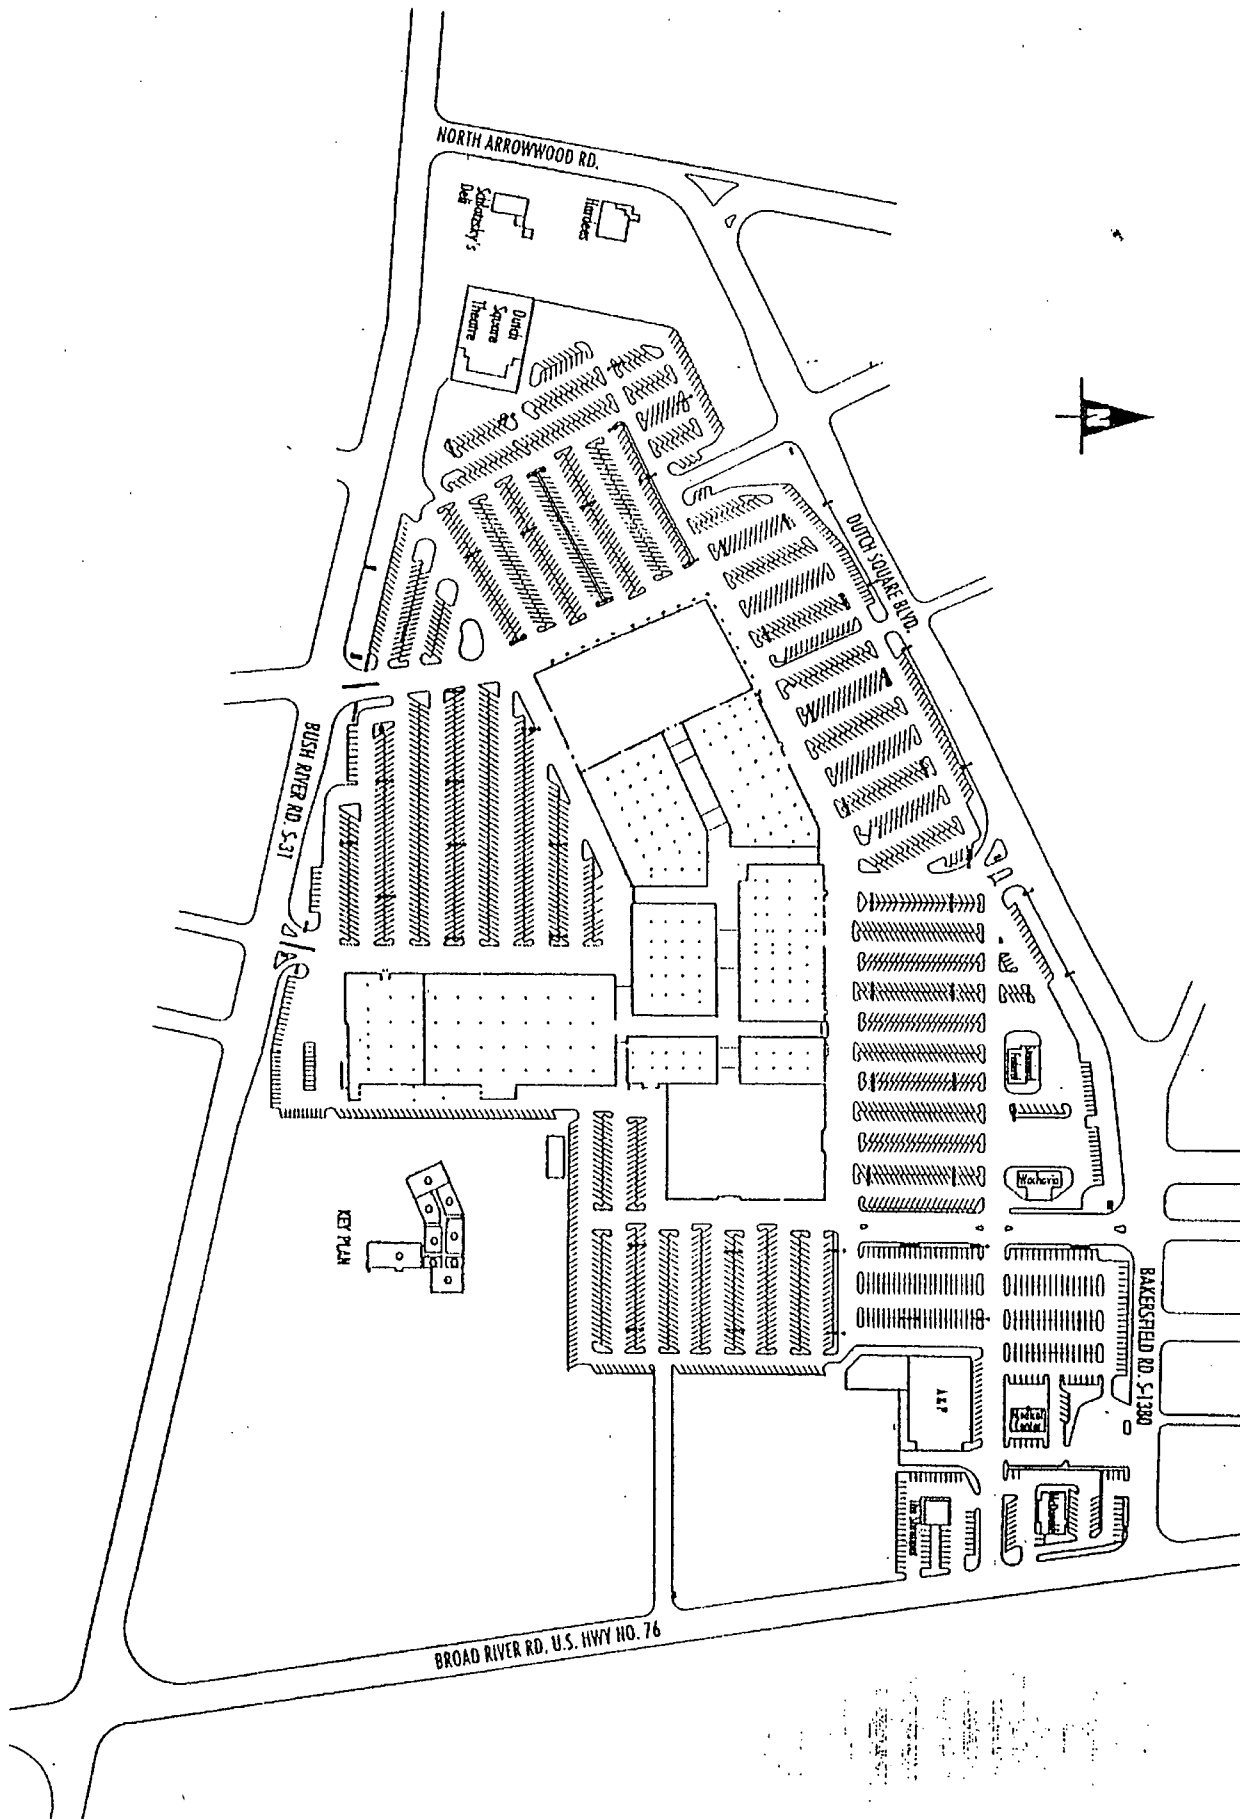 NORTH ARROWWOOD RD.
Schlotzsky's
Deli
Hardees
Dutch
Square
Theatre
N
DUTCH SQUARE BLVD.
BUSH RIVER RD. S-31
Wachovia
KEY PLAN
BAKERSFIELD RD. S-1380
A & P
Medical
Center
McDonalds
BROAD RIVER RD. U.S. HWY NO. 76